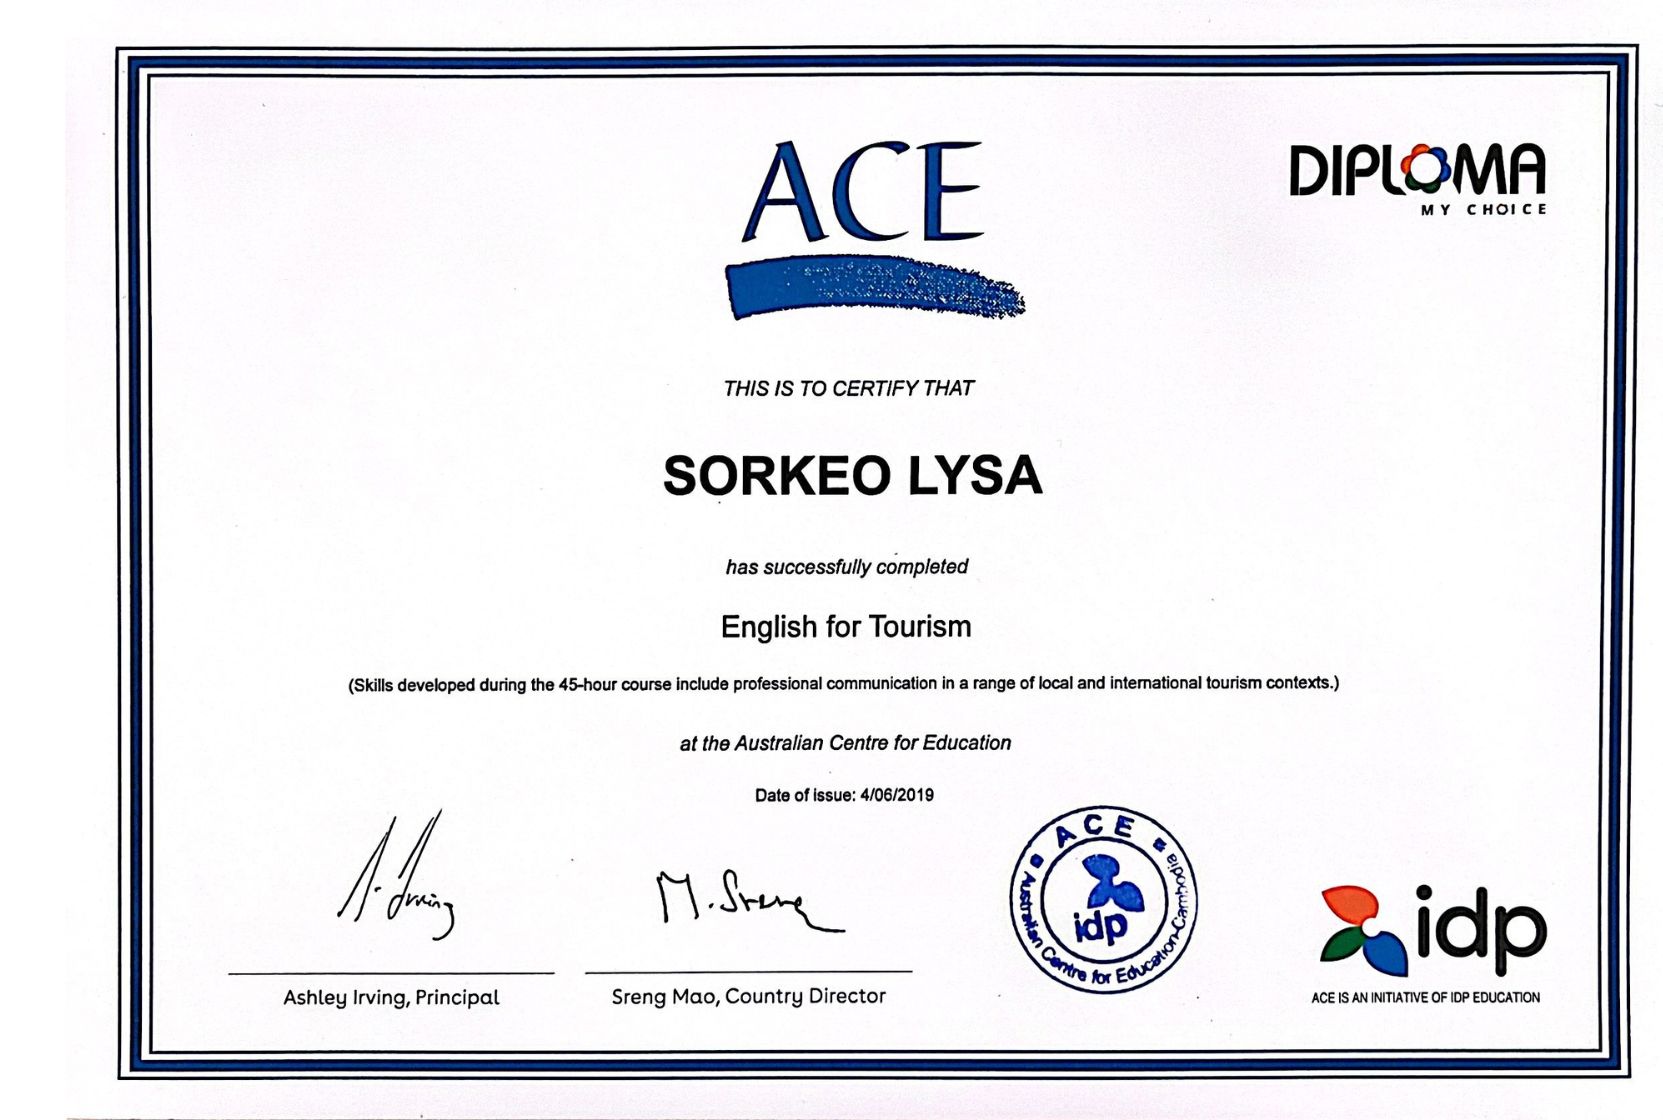 ACE
DIPLOMA
MY CHOICE
THIS IS TO CERTIFY THAT
SORKEO LYSA
has successfully completed
English for Tourism
(Skills developed during the 45-hour course include professional communication in a range of local and international tourism contexts.)
at the Australian Centre for Education
Date of issue: 4/06/2019
A. Irving
M. Sreng
Ashley Irving, Principal
Sreng Mao, Country Director
ACE
idp
Australian Centre for Education-Cambodia
idp
ACE IS AN INITIATIVE OF IDP EDUCATION